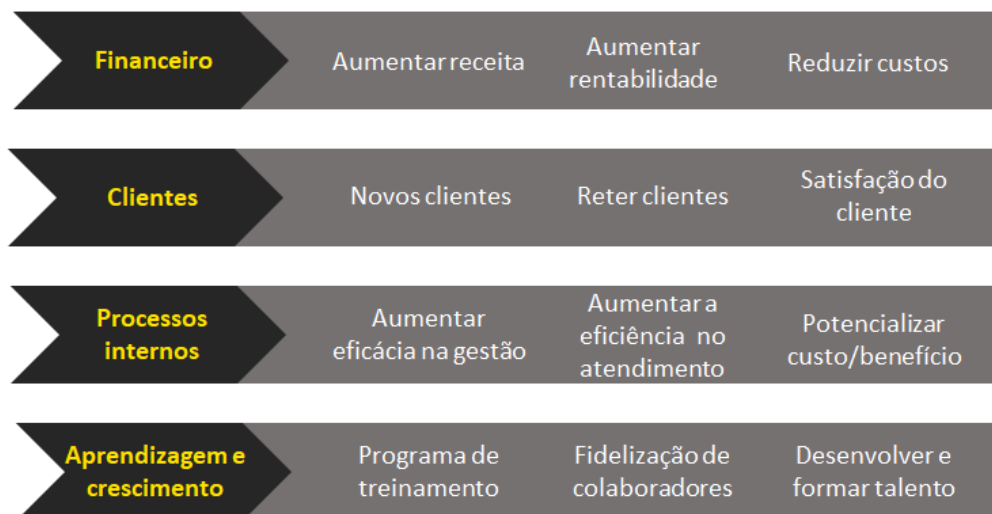 Financeiro
Aumentar receita
Aumentar
rentabilidade
Reduzir custos
Clientes
Novos clientes
Reter clientes
Satisfação do
cliente
Processos
internos
Aumentar
eficácia na gestão
Aumentar a
eficiência no
atendimento
Potencializar
custo/benefício
Aprendizagem e
crescimento
Programa de
treinamento
Fidelização de
colaboradores
Desenvolver e
formar talento